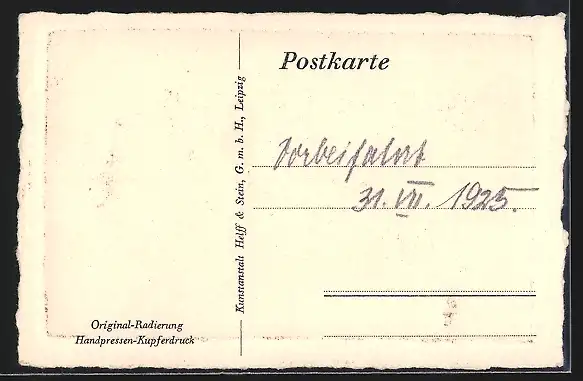 Postkarte
Vorbeifahrt
31. VII. 1925.
Kunstanstalt Helff & Stein, G. m. b. H., Leipzig
Original-Radierung
Handpressen-Kupferdruck